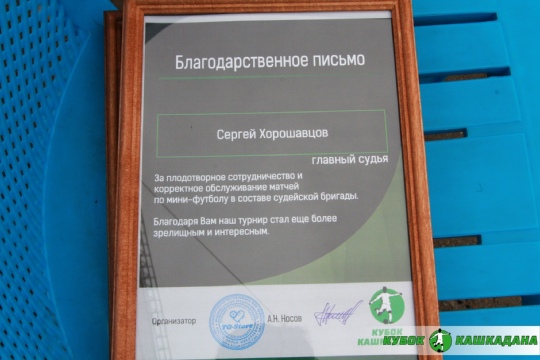 Благодарственное письмо
Сергей Хорошавцов
главный судья
За плодотворное сотрудничество и
корректное обслуживание матчей
по мини-футболу в составе судейской бригады.
Благодаря Вам наш турнир стал еще более
зрелищным и интересным.
Организатор
А.Н. Носов
КУБОК
КАШК
КУБОК КАШКАДАНА